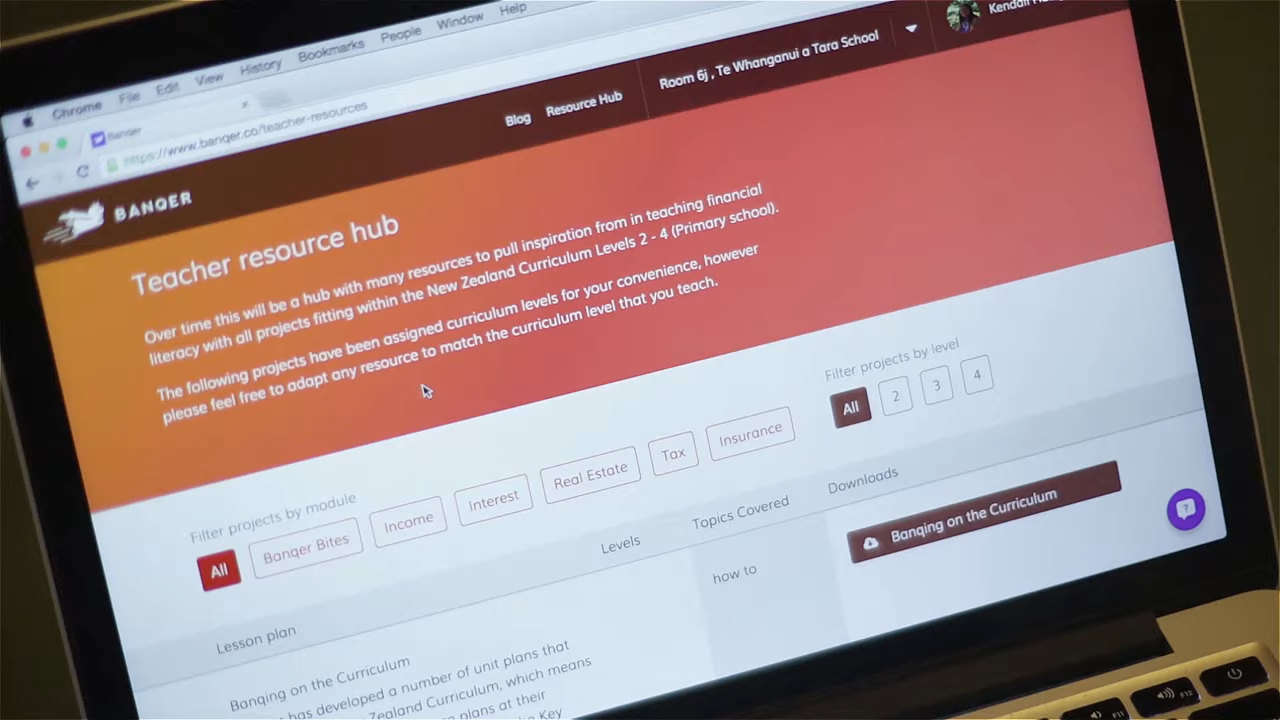 Chrome File Edit View History Bookmarks People Window Help
Banqer
https://www.banqer.co/teacher-resources
BANQER
Blog Resource Hub Room 6j , Te Whanganui a Tara School Kendall
Teacher resource hub
Over time this will be a hub with many resources to pull inspiration from in teaching financial
literacy with all projects fitting within the New Zealand Curriculum Levels 2 - 4 (Primary school).
The following projects have been assigned curriculum levels for your convenience, however
please feel free to adapt any resource to match the curriculum level that you teach.
Filter projects by module
All Banqer Bites Income Interest Real Estate Tax Insurance
Filter projects by level
All 2 3 4
Lesson plan Levels Topics Covered Downloads
Banqing on the Curriculum
has developed a number of unit plans that
Zealand Curriculum, which means
plans at their
Key
how to
Banqing on the Curriculum
?
F11
F12